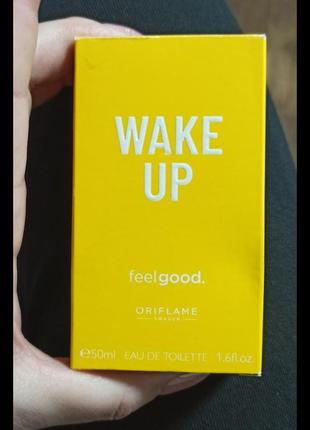 WAKE
UP
feelgood.
ORIFLAME
SWEDEN
℮50ml EAU DE TOILETTE 1.6fl.oz.